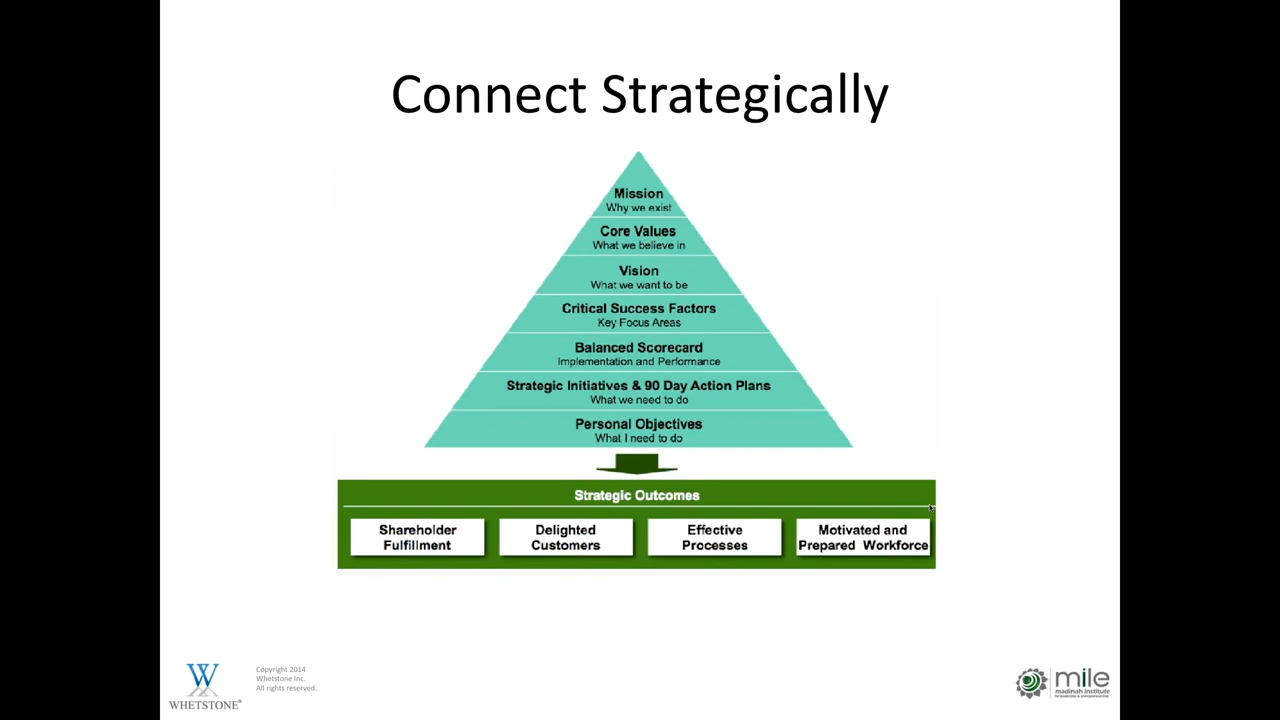 Connect Strategically
Mission
Why we exist
Core Values
What we believe in
Vision
What we want to be
Critical Success Factors
Key Focus Areas
Balanced Scorecard
Implementation and Performance
Strategic Initiatives & 90 Day Action Plans
What we need to do
Personal Objectives
What I need to do
Strategic Outcomes
Shareholder
Fulfillment
Delighted
Customers
Effective
Processes
Motivated and
Prepared Workforce
W
WHETSTONE®
Copyright 2014
Whetstone Inc.
All rights reserved.
mile
madinah institute
for leadership & entrepreneurship